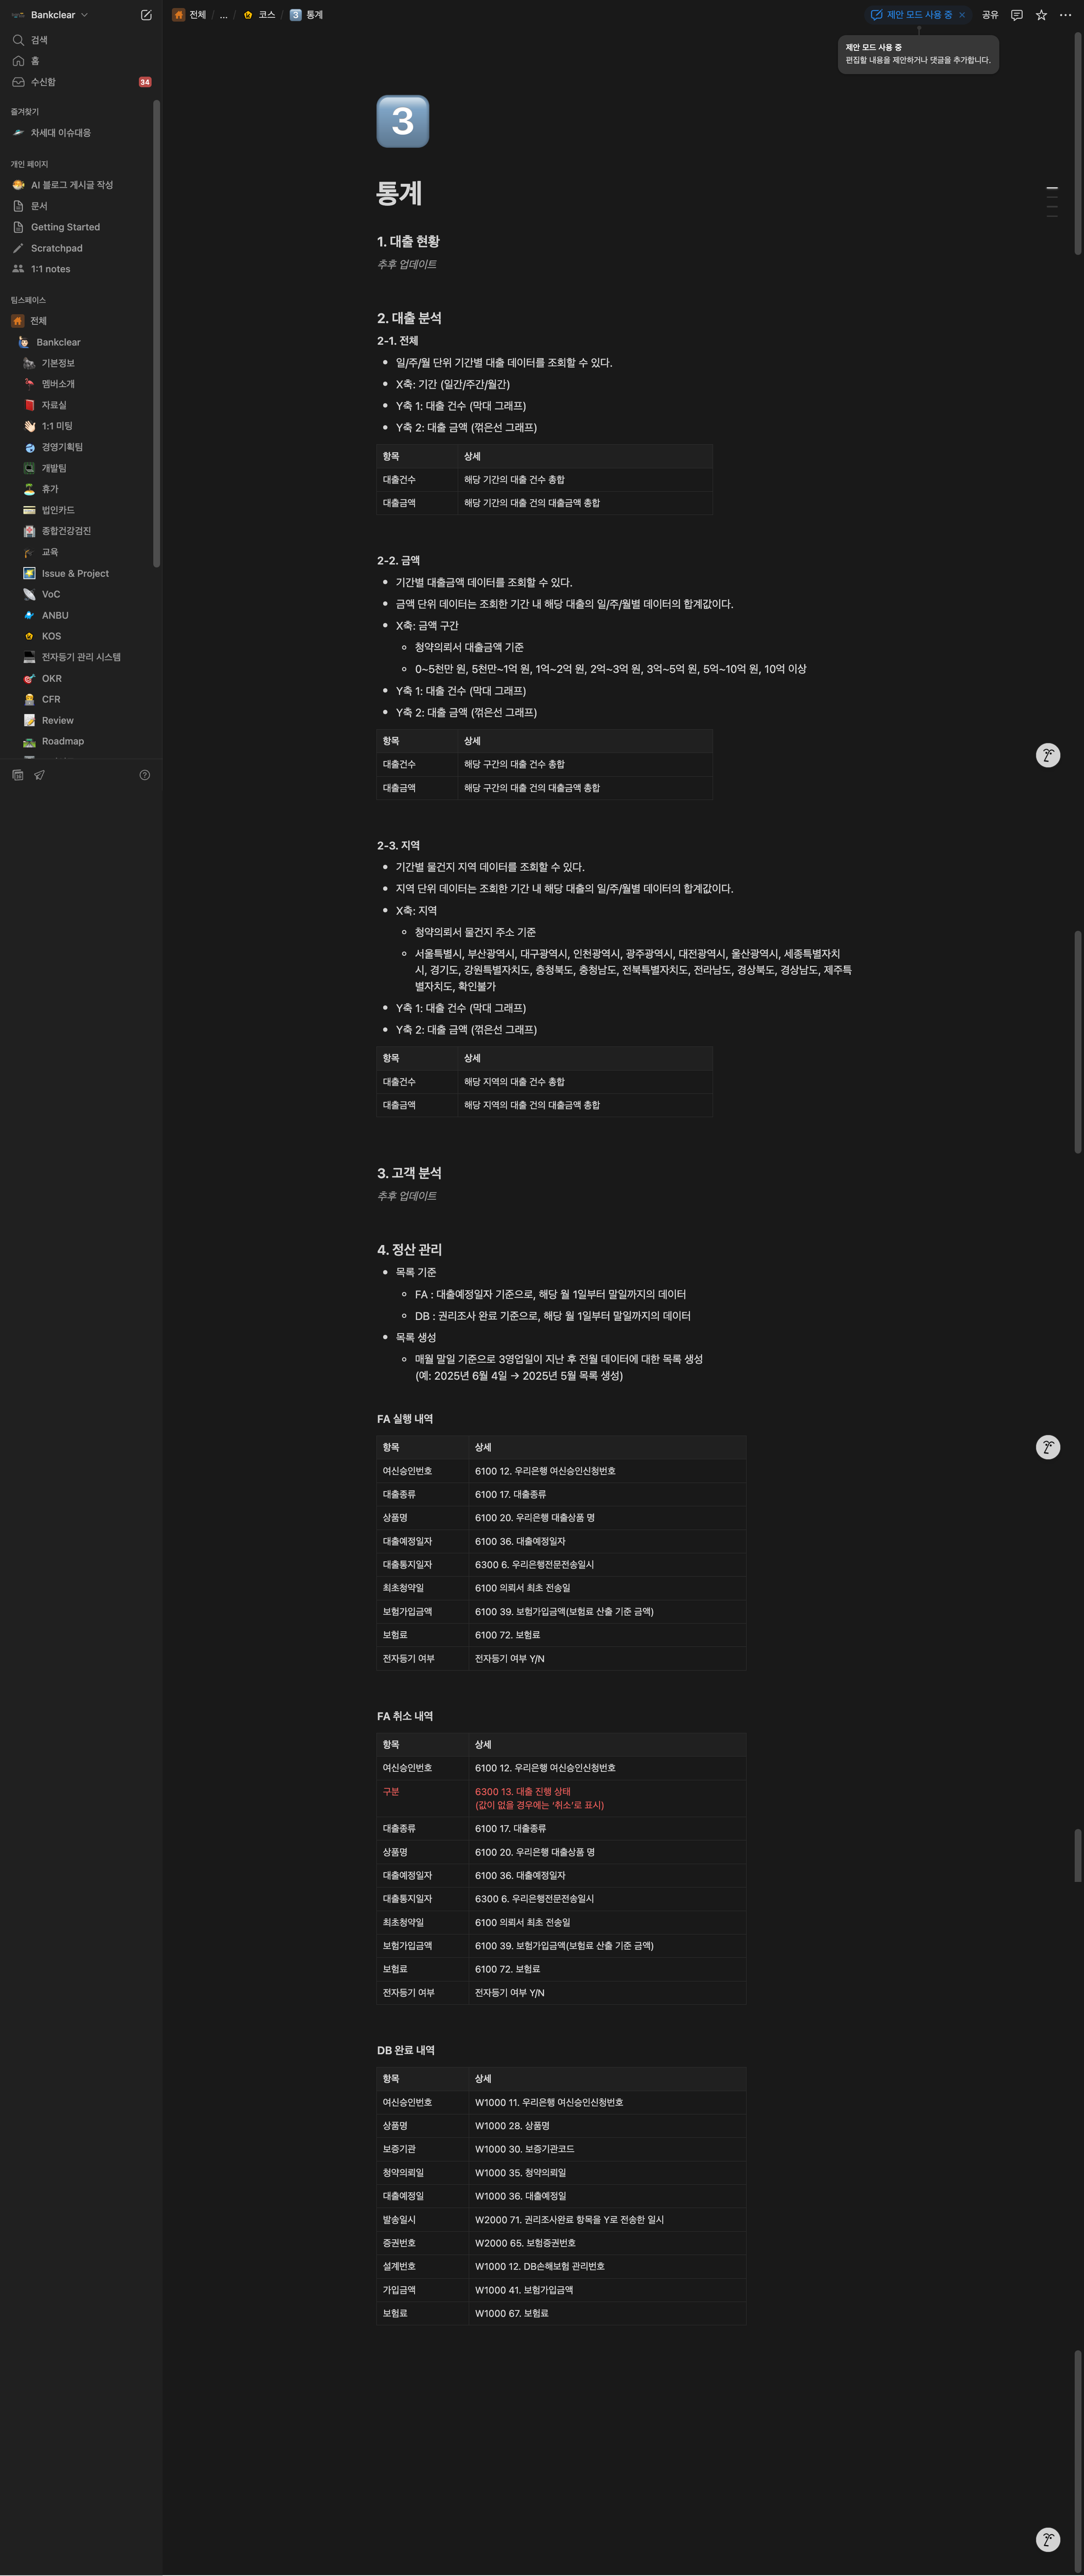 Bankclear
검색
홈
수신함
34
즐겨찾기
차세대 이슈대응
개인 페이지
AI 블로그 게시글 작성
문서
Getting Started
Scratchpad
1:1 notes
팀스페이스
전체
Bankclear
기본정보
멤버소개
자료실
1:1 미팅
경영기획팀
개발팀
휴가
법인카드
종합건강검진
교육
Issue & Project
VoC
ANBU
KOS
전자등기 관리 시스템
OKR
CFR
Review
Roadmap
전체 / ... / 코스 / 3 통계
제안 모드 사용 중 ×
공유
제안 모드 사용 중
편집할 내용을 제안하거나 댓글을 추가합니다.
3
통계
1. 대출 현황
추후 업데이트
2. 대출 분석
2-1. 전체
• 일/주/월 단위 기간별 대출 데이터를 조회할 수 있다.
• X축: 기간 (일간/주간/월간)
• Y축 1: 대출 건수 (막대 그래프)
• Y축 2: 대출 금액 (꺾은선 그래프)
항목 상세
대출건수 해당 기간의 대출 건수 총합
대출금액 해당 기간의 대출 건의 대출금액 총합
2-2. 금액
• 기간별 대출금액 데이터를 조회할 수 있다.
• 금액 단위 데이터는 조회한 기간 내 해당 대출의 일/주/월별 데이터의 합계값이다.
• X축: 금액 구간
◦ 청약의뢰서 대출금액 기준
◦ 0~5천만 원, 5천만~1억 원, 1억~2억 원, 2억~3억 원, 3억~5억 원, 5억~10억 원, 10억 이상
• Y축 1: 대출 건수 (막대 그래프)
• Y축 2: 대출 금액 (꺾은선 그래프)
항목 상세
대출건수 해당 구간의 대출 건수 총합
대출금액 해당 구간의 대출 건의 대출금액 총합
2-3. 지역
• 기간별 물건지 지역 데이터를 조회할 수 있다.
• 지역 단위 데이터는 조회한 기간 내 해당 대출의 일/주/월별 데이터의 합계값이다.
• X축: 지역
◦ 청약의뢰서 물건지 주소 기준
◦ 서울특별시, 부산광역시, 대구광역시, 인천광역시, 광주광역시, 대전광역시, 울산광역시, 세종특별자치
시, 경기도, 강원특별자치도, 충청북도, 충청남도, 전북특별자치도, 전라남도, 경상북도, 경상남도, 제주특
별자치도, 확인불가
• Y축 1: 대출 건수 (막대 그래프)
• Y축 2: 대출 금액 (꺾은선 그래프)
항목 상세
대출건수 해당 지역의 대출 건수 총합
대출금액 해당 지역의 대출 건의 대출금액 총합
3. 고객 분석
추후 업데이트
4. 정산 관리
• 목록 기준
◦ FA : 대출예정일자 기준으로, 해당 월 1일부터 말일까지의 데이터
◦ DB : 권리조사 완료 기준으로, 해당 월 1일부터 말일까지의 데이터
• 목록 생성
◦ 매월 말일 기준으로 3영업일이 지난 후 전월 데이터에 대한 목록 생성
(예: 2025년 6월 4일 → 2025년 5월 목록 생성)
FA 실행 내역
항목 상세
여신승인번호 6100 12. 우리은행 여신승인신청번호
대출종류 6100 17. 대출종류
상품명 6100 20. 우리은행 대출상품 명
대출예정일자 6100 36. 대출예정일자
대출통지일자 6300 6. 우리은행전문전송일시
최초청약일 6100 의뢰서 최초 전송일
보험가입금액 6100 39. 보험가입금액(보험료 산출 기준 금액)
보험료 6100 72. 보험료
전자등기 여부 전자등기 여부 Y/N
FA 취소 내역
항목 상세
여신승인번호 6100 12. 우리은행 여신승인신청번호
구분 6300 13. 대출 진행 상태
(값이 없을 경우에는 '취소'로 표시)
대출종류 6100 17. 대출종류
상품명 6100 20. 우리은행 대출상품 명
대출예정일자 6100 36. 대출예정일자
대출통지일자 6300 6. 우리은행전문전송일시
최초청약일 6100 의뢰서 최초 전송일
보험가입금액 6100 39. 보험가입금액(보험료 산출 기준 금액)
보험료 6100 72. 보험료
전자등기 여부 전자등기 여부 Y/N
DB 완료 내역
항목 상세
여신승인번호 W1000 11. 우리은행 여신승인신청번호
상품명 W1000 28. 상품명
보증기관 W1000 30. 보증기관코드
청약의뢰일 W1000 35. 청약의뢰일
대출예정일 W1000 36. 대출예정일
발송일시 W2000 71. 권리조사완료 항목을 Y로 전송한 일시
증권번호 W2000 65. 보험증권번호
설계번호 W1000 12. DB손해보험 관리번호
가입금액 W1000 41. 보험가입금액
보험료 W1000 67. 보험료